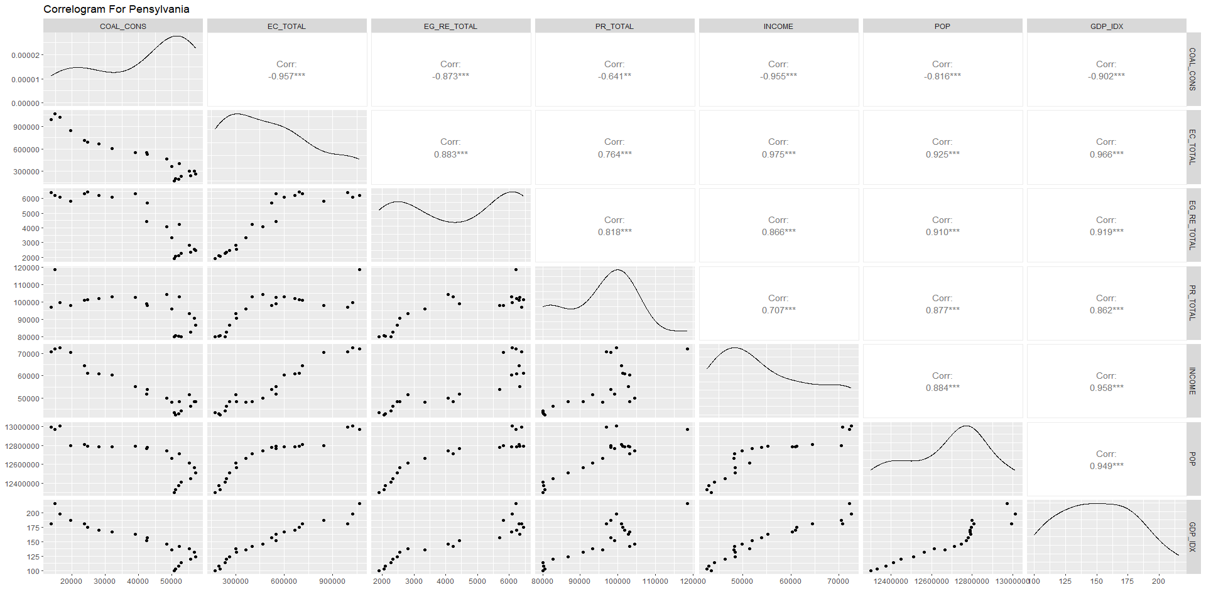 Correlogram For Pensylvania
COAL_CONS EC_TOTAL EG_RE_TOTAL PR_TOTAL INCOME POP GDP_IDX
0.00002
0.00001
0.00000
Corr: Corr: Corr: Corr: Corr: Corr:
-0.957*** -0.873*** -0.641** -0.955*** -0.816*** -0.902***
COAL_CONS
900000
600000
300000
Corr: Corr: Corr: Corr: Corr:
0.883*** 0.764*** 0.975*** 0.925*** 0.966***
EC_TOTAL
6000
5000
4000
3000
2000
Corr: Corr: Corr: Corr:
0.818*** 0.866*** 0.910*** 0.919***
EG_RE_TOTAL
120000
110000
100000
90000
80000
Corr: Corr: Corr:
0.707*** 0.877*** 0.862***
PR_TOTAL
70000
60000
50000
Corr: Corr:
0.884*** 0.958***
INCOME
13000000
12800000
12600000
12400000
Corr:
0.949***
POP
200
175
150
125
100
GDP_IDX
20000 30000 40000 50000 300000 600000 900000 2000 3000 4000 5000 6000 80000 90000 100000 110000 120000 50000 60000 70000 12400000 12600000 12800000 13000000 100 125 150 175 200